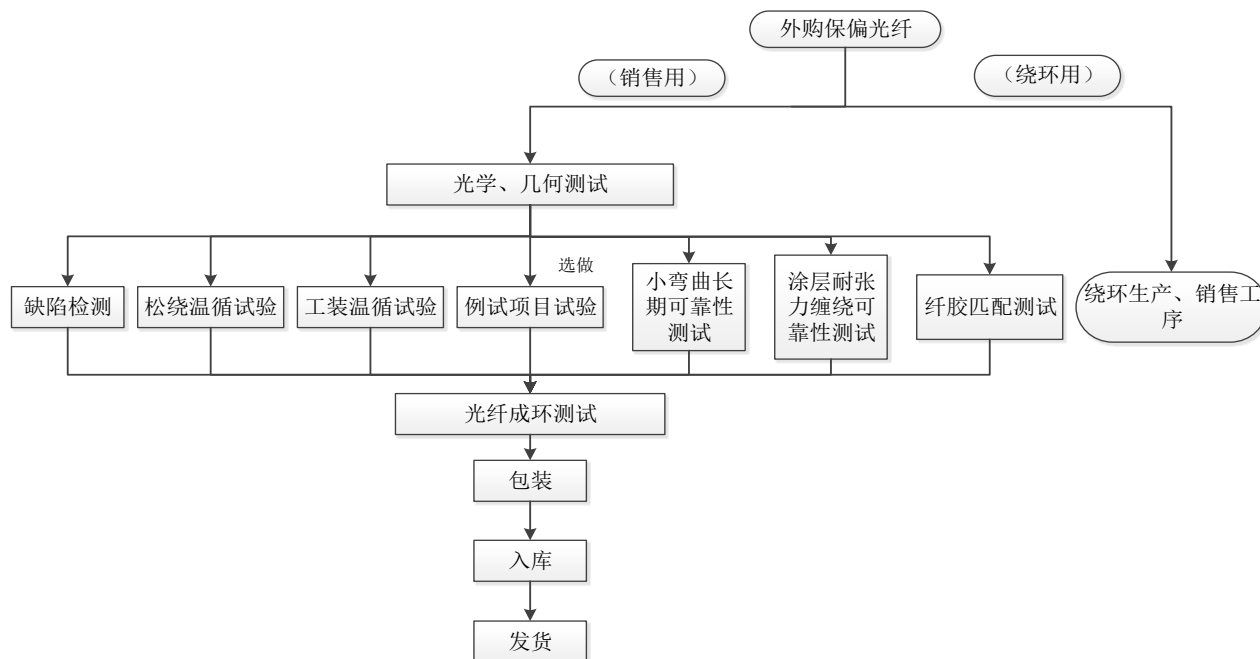 外购保偏光纤
（销售用）
（绕环用）
光学、几何测试
选做
缺陷检测
松绕温循试验
工装温循试验
例试项目试验
小弯曲长
期可靠性
测试
涂层耐张
力缠绕可
靠性测试
纤胶匹配测试
绕环生产、销售工
序
光纤成环测试
包装
入库
发货